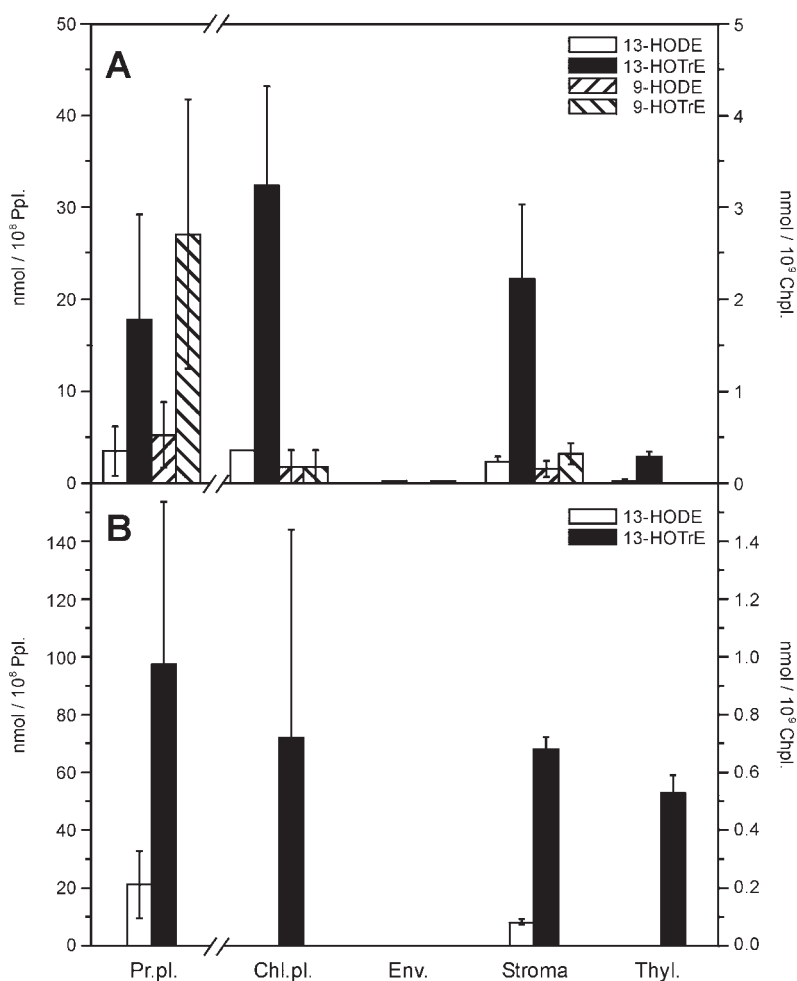 A
13-HODE
13-HOTrE
9-HODE
9-HOTrE
50
40
30
20
10
0
nmol / 10⁸ Ppl.
5
4
3
2
1
0
nmol / 10⁹ Chpl.
B
13-HODE
13-HOTrE
140
120
100
80
60
40
20
0
nmol / 10⁸ Ppl.
1.4
1.2
1.0
0.8
0.6
0.4
0.2
0.0
nmol / 10⁹ Chpl.
Pr.pl. Chl.pl. Env. Stroma Thyl.